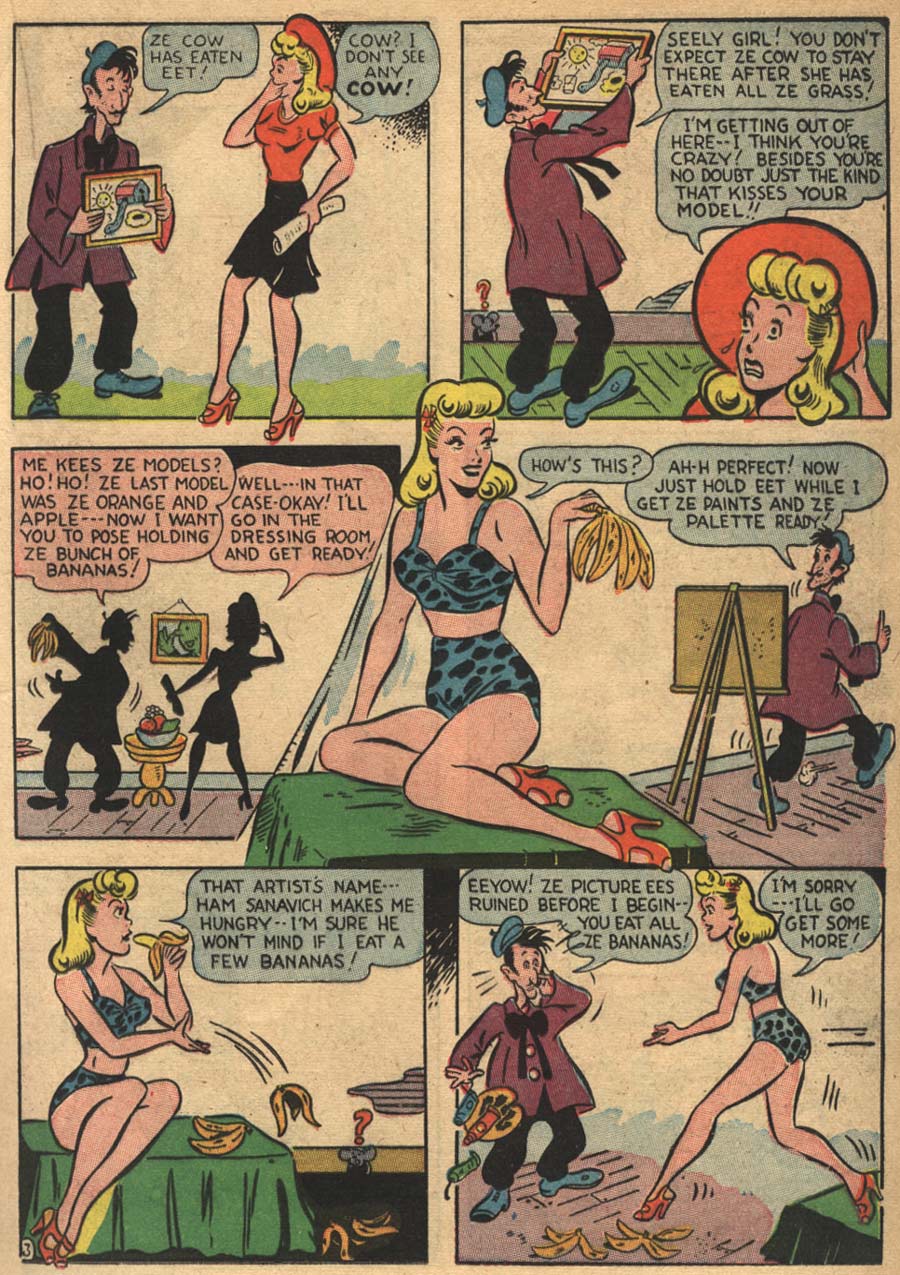 ZE COW
HAS EATEN
EET!
COW? I
DON'T SEE
ANY
COW!
SEELY GIRL! YOU DON'T
EXPECT ZE COW TO STAY
THERE AFTER SHE HAS
EATEN ALL ZE GRASS!
I'M GETTING OUT OF
HERE--I THINK YOU'RE
CRAZY! BESIDES YOU'RE
NO DOUBT JUST THE KIND
THAT KISSES YOUR
MODEL!!
?
ME KEES ZE MODELS?
HO! HO! ZE LAST MODEL
WAS ZE ORANGE AND
APPLE---NOW I WANT
YOU TO POSE HOLDING
ZE BUNCH OF
BANANAS!
WELL---IN THAT
CASE-OKAY! I'LL
GO IN THE
DRESSING ROOM
AND GET READY!
HOW'S THIS?
AH-H PERFECT! NOW
JUST HOLD EET WHILE I
GET ZE PAINTS AND ZE
PALETTE READY!
THAT ARTIST'S NAME---
HAM SANAVICH MAKES ME
HUNGRY--I'M SURE HE
WON'T MIND IF I EAT A
FEW BANANAS!
?
3
EEYOW! ZE PICTURE EES
RUINED BEFORE I BEGIN--
YOU EAT ALL
ZE BANANAS!
I'M SORRY
---I'LL GO
GET SOME
MORE!